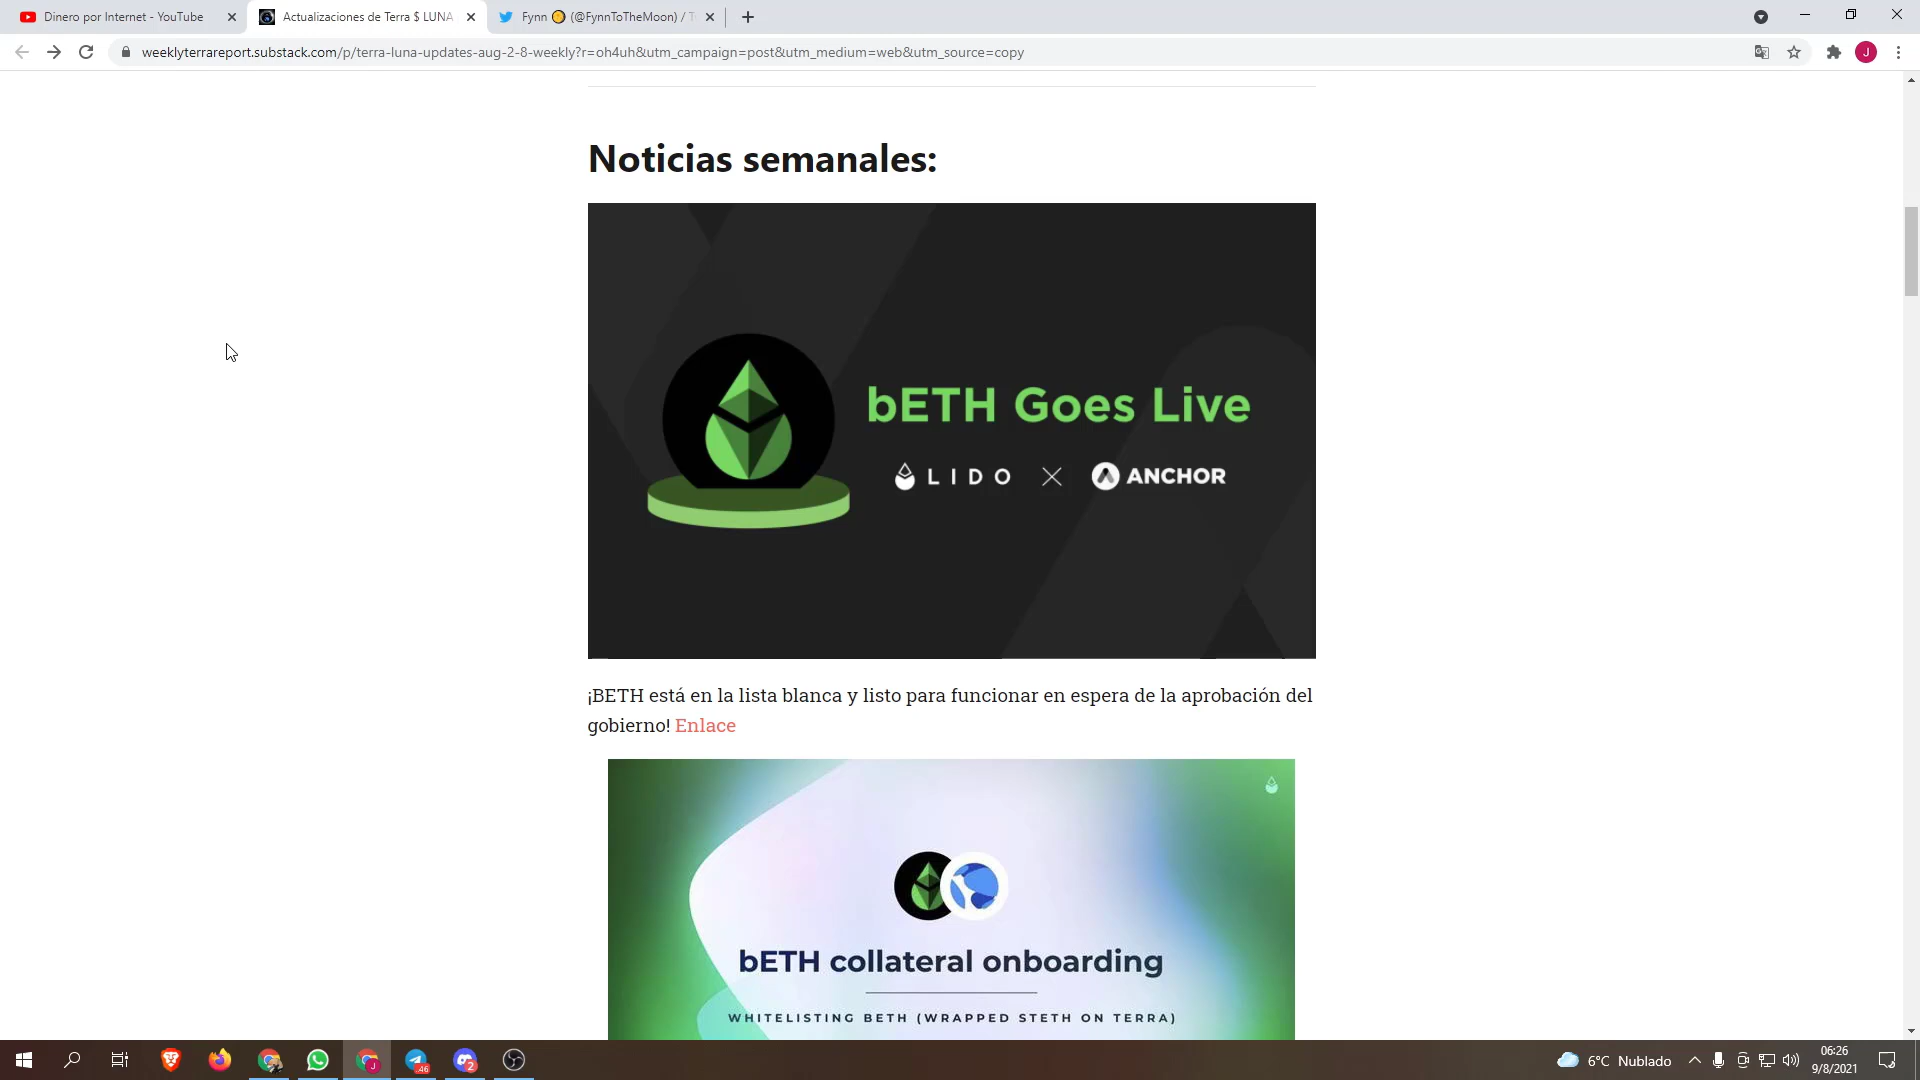 Dinero por Internet - YouTube
Actualizaciones de Terra $ LUNA
Fynn (@FynnToTheMoon) / T
weeklyterrareport.substack.com/p/terra-luna-updates-aug-2-8-weekly?r=oh4uh&utm_campaign=post&utm_medium=web&utm_source=copy
J
Noticias semanales:
bETH Goes Live
LIDO
ANCHOR
¡BETH está en la lista blanca y listo para funcionar en espera de la aprobación del
gobierno! Enlace
bETH collateral onboarding
WHITELISTING BETH (WRAPPED STETH ON TERRA)
J
46
2
6°C Nublado
06:26
9/8/2021